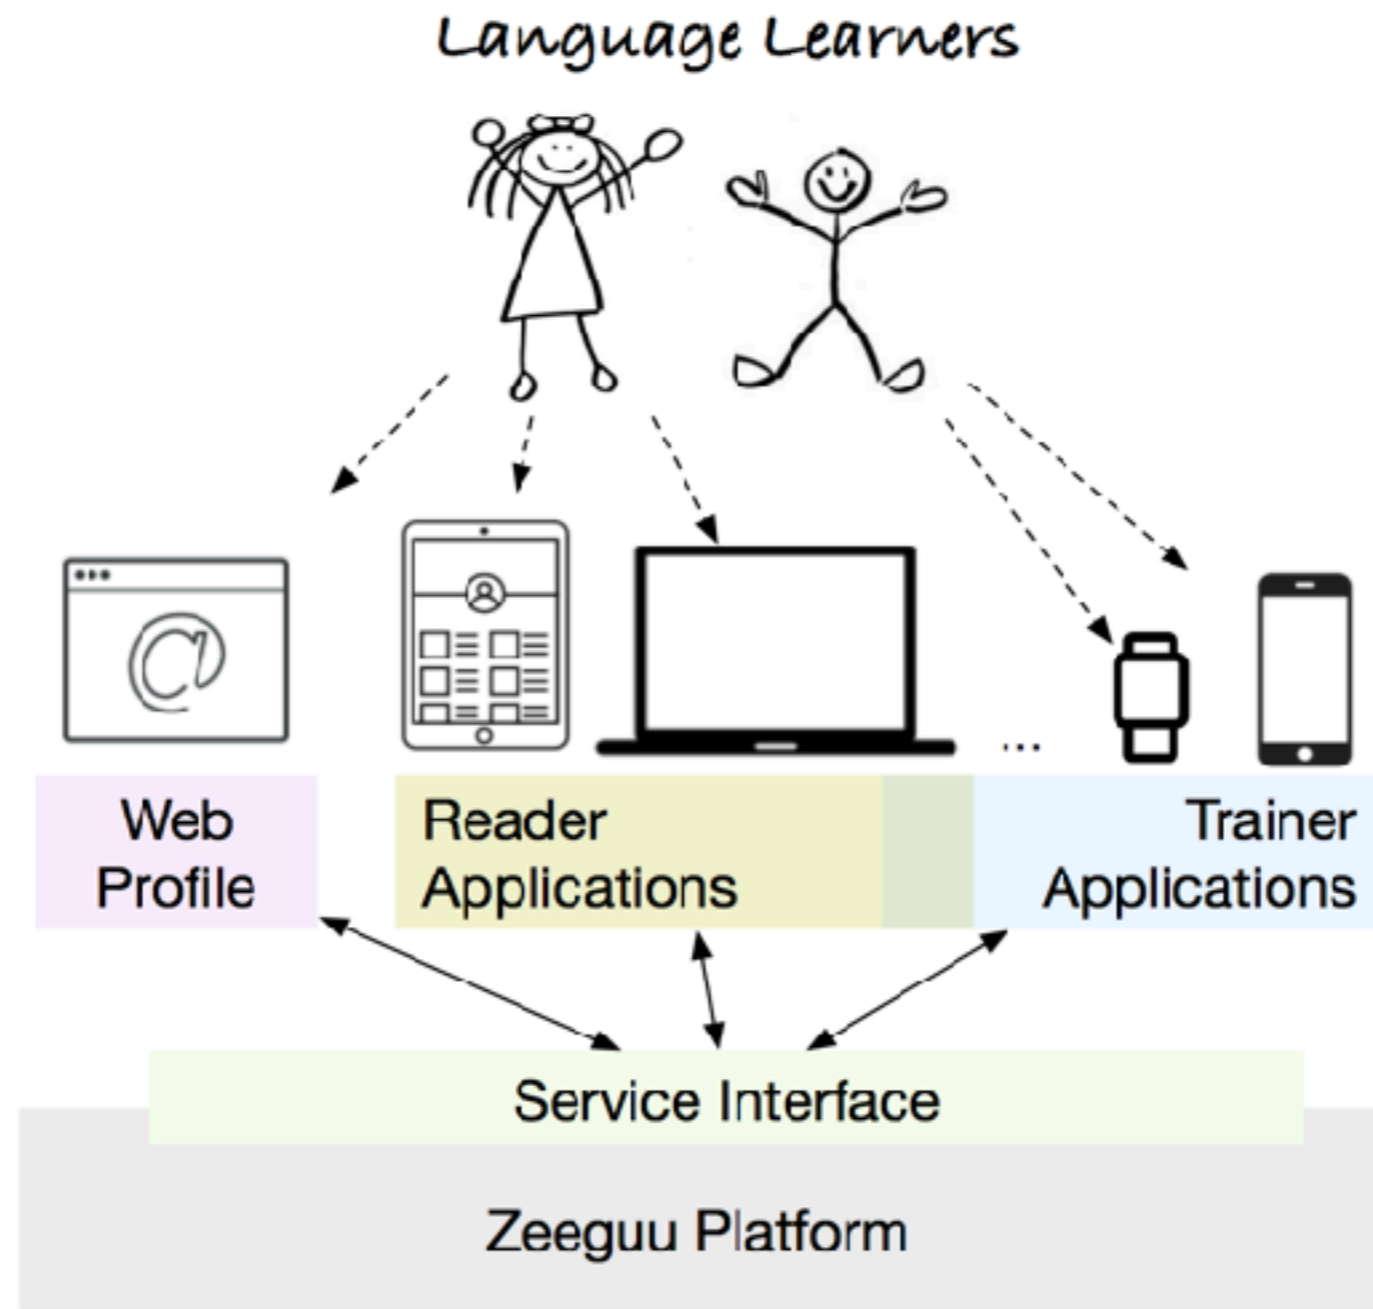 Language Learners
@
...
Web
Profile
Reader
Applications
Trainer
Applications
Service Interface
Zeeguu Platform